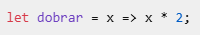 let dobrar = x => x * 2;